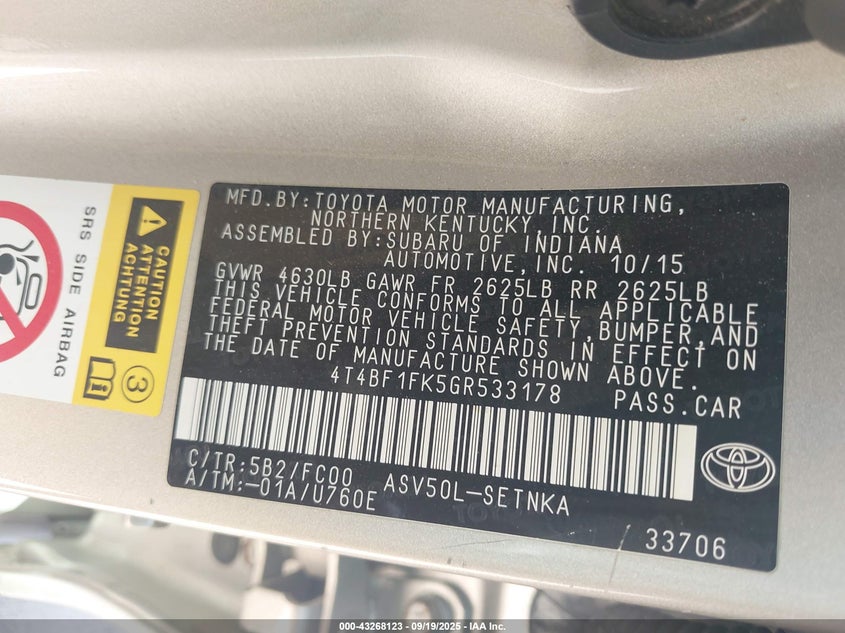 MFD.BY:TOYOTA MOTOR MANUFACTURING,
NORTHERN KENTUCKY,INC.
ASSEMBLED BY:SUBARU OF INDIANA
AUTOMOTIVE,INC. 10/15
GVWR 4630LB GAWR FR 2625LB RR 2625LB
THIS VEHICLE CONFORMS TO ALL APPLICABLE
FEDERAL MOTOR VEHICLE SAFETY,BUMPER,AND
THEFT PREVENTION STANDARDS IN EFFECT ON
THE DATE OF MANUFACTURE SHOWN ABOVE.
4T4BF1FK5GR533178 PASS.CAR
C/TR:5B2/FC00 ASV50L-SETNKA
A/TM:-01A/U760E
33706
CAUTION
ATTENTION
ACHTUNG
3
SRS SIDE AIRBAG
000-43268123 - 09/19/2025 - IAA Inc.